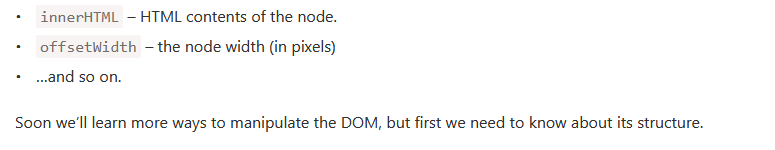 • innerHTML – HTML contents of the node.
• offsetWidth – the node width (in pixels)
• …and so on.
Soon we’ll learn more ways to manipulate the DOM, but first we need to know about its structure.